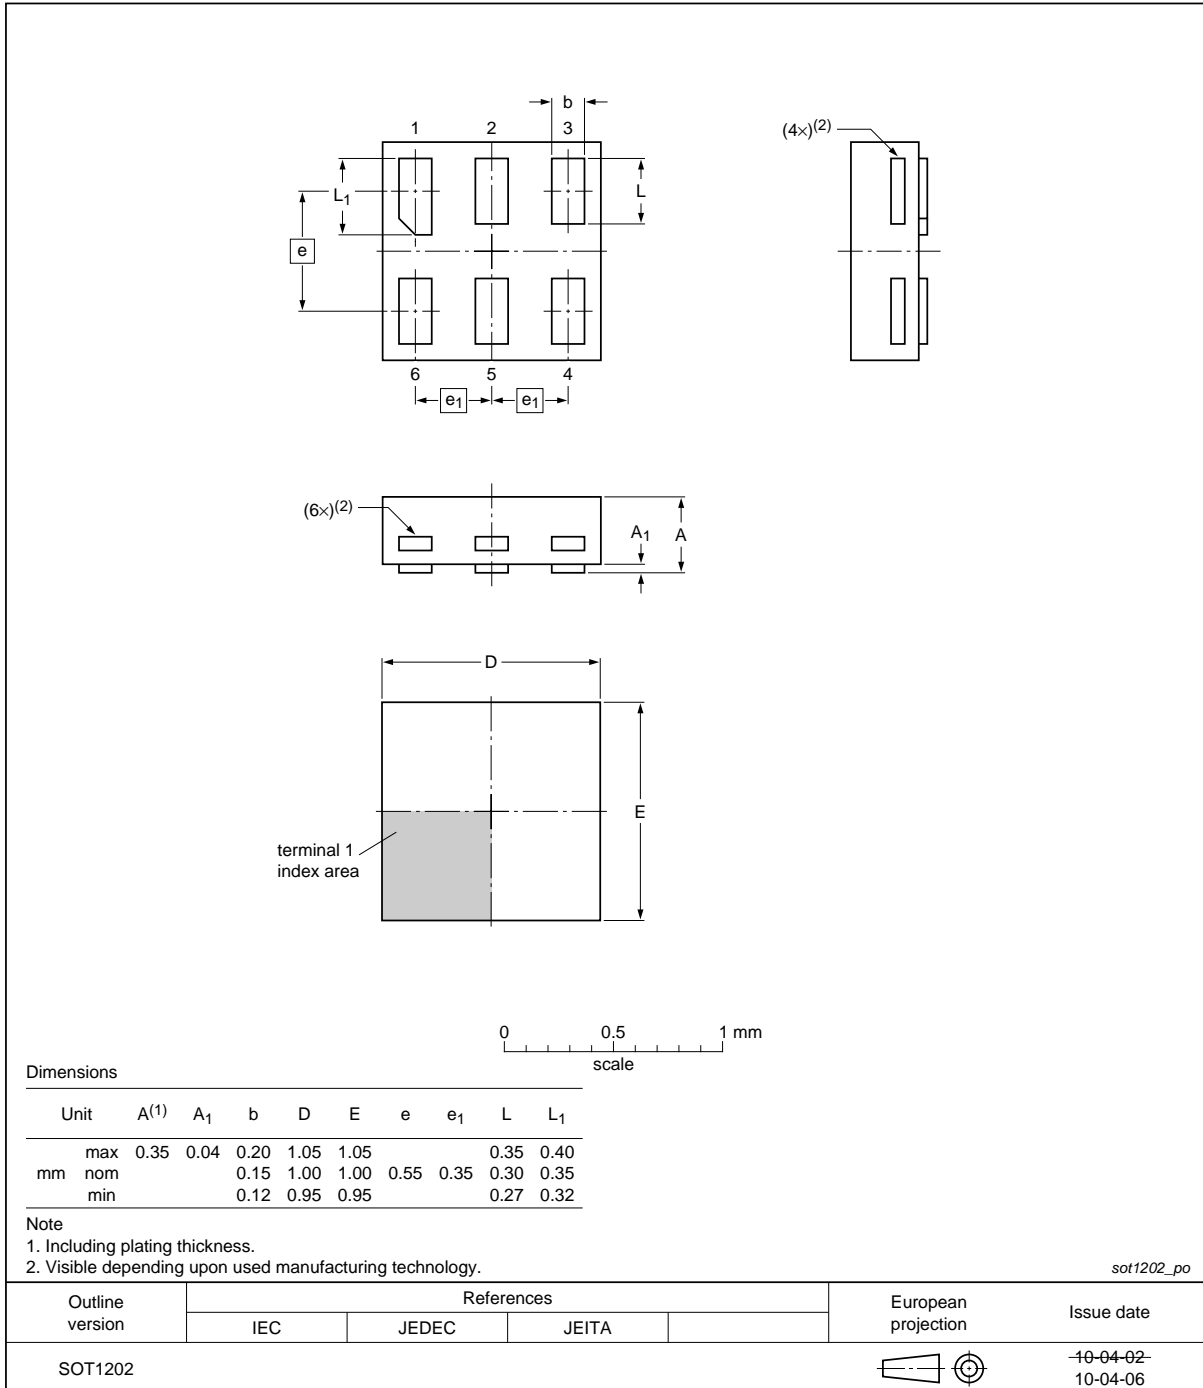 b
1 2 3
(4×)(2)
L1
L
e
6 5 4
e1 e1
(6×)(2)
A1
A
D
E
terminal 1
index area
0 0.5 1 mm
scale
Dimensions
Unit A(1) A1 b D E e e1 L L1
max 0.35 0.04 0.20 1.05 1.05 0.35 0.40
mm nom 0.15 1.00 1.00 0.55 0.35 0.30 0.35
min 0.12 0.95 0.95 0.27 0.32
Note
1. Including plating thickness.
2. Visible depending upon used manufacturing technology.
sot1202_po
Outline
version
References
IEC JEDEC JEITA
European
projection
Issue date
SOT1202
10-04-02
10-04-06